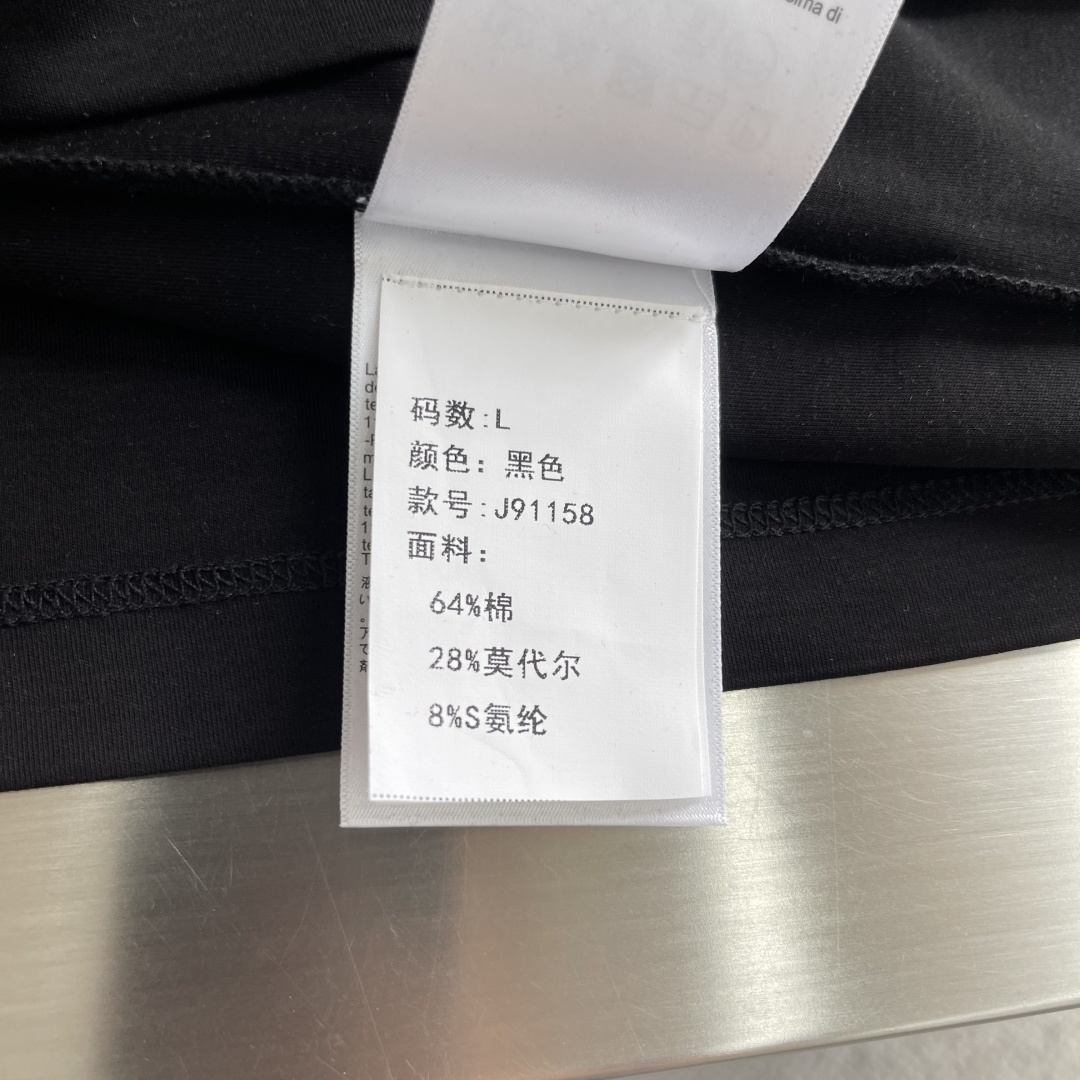 di
码数:L
颜色：黑色
款号:J91158
面料：
64%棉
28%莫代尔
8%S氨纶